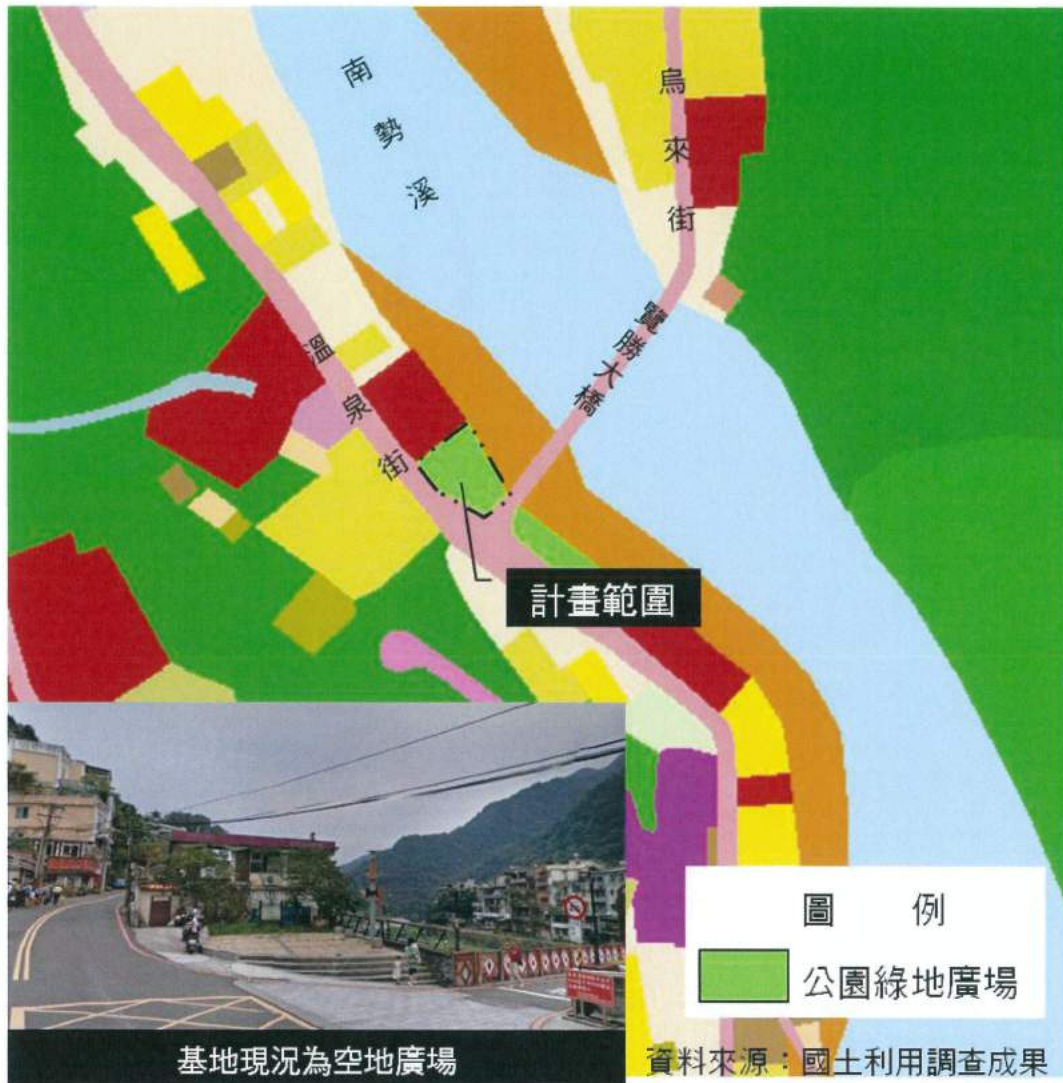 南勢溪
烏來街
覽勝大橋
溫泉街
計畫範圍
圖 例
公園綠地廣場
基地現況為空地廣場
資料來源：國土利用調查成果